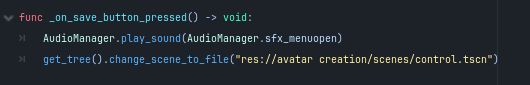 func _on_save_button_pressed() -> void:
AudioManager.play_sound(AudioManager.sfx_menuopen)
get_tree().change_scene_to_file("res://avatar creation/scenes/control.tscn")